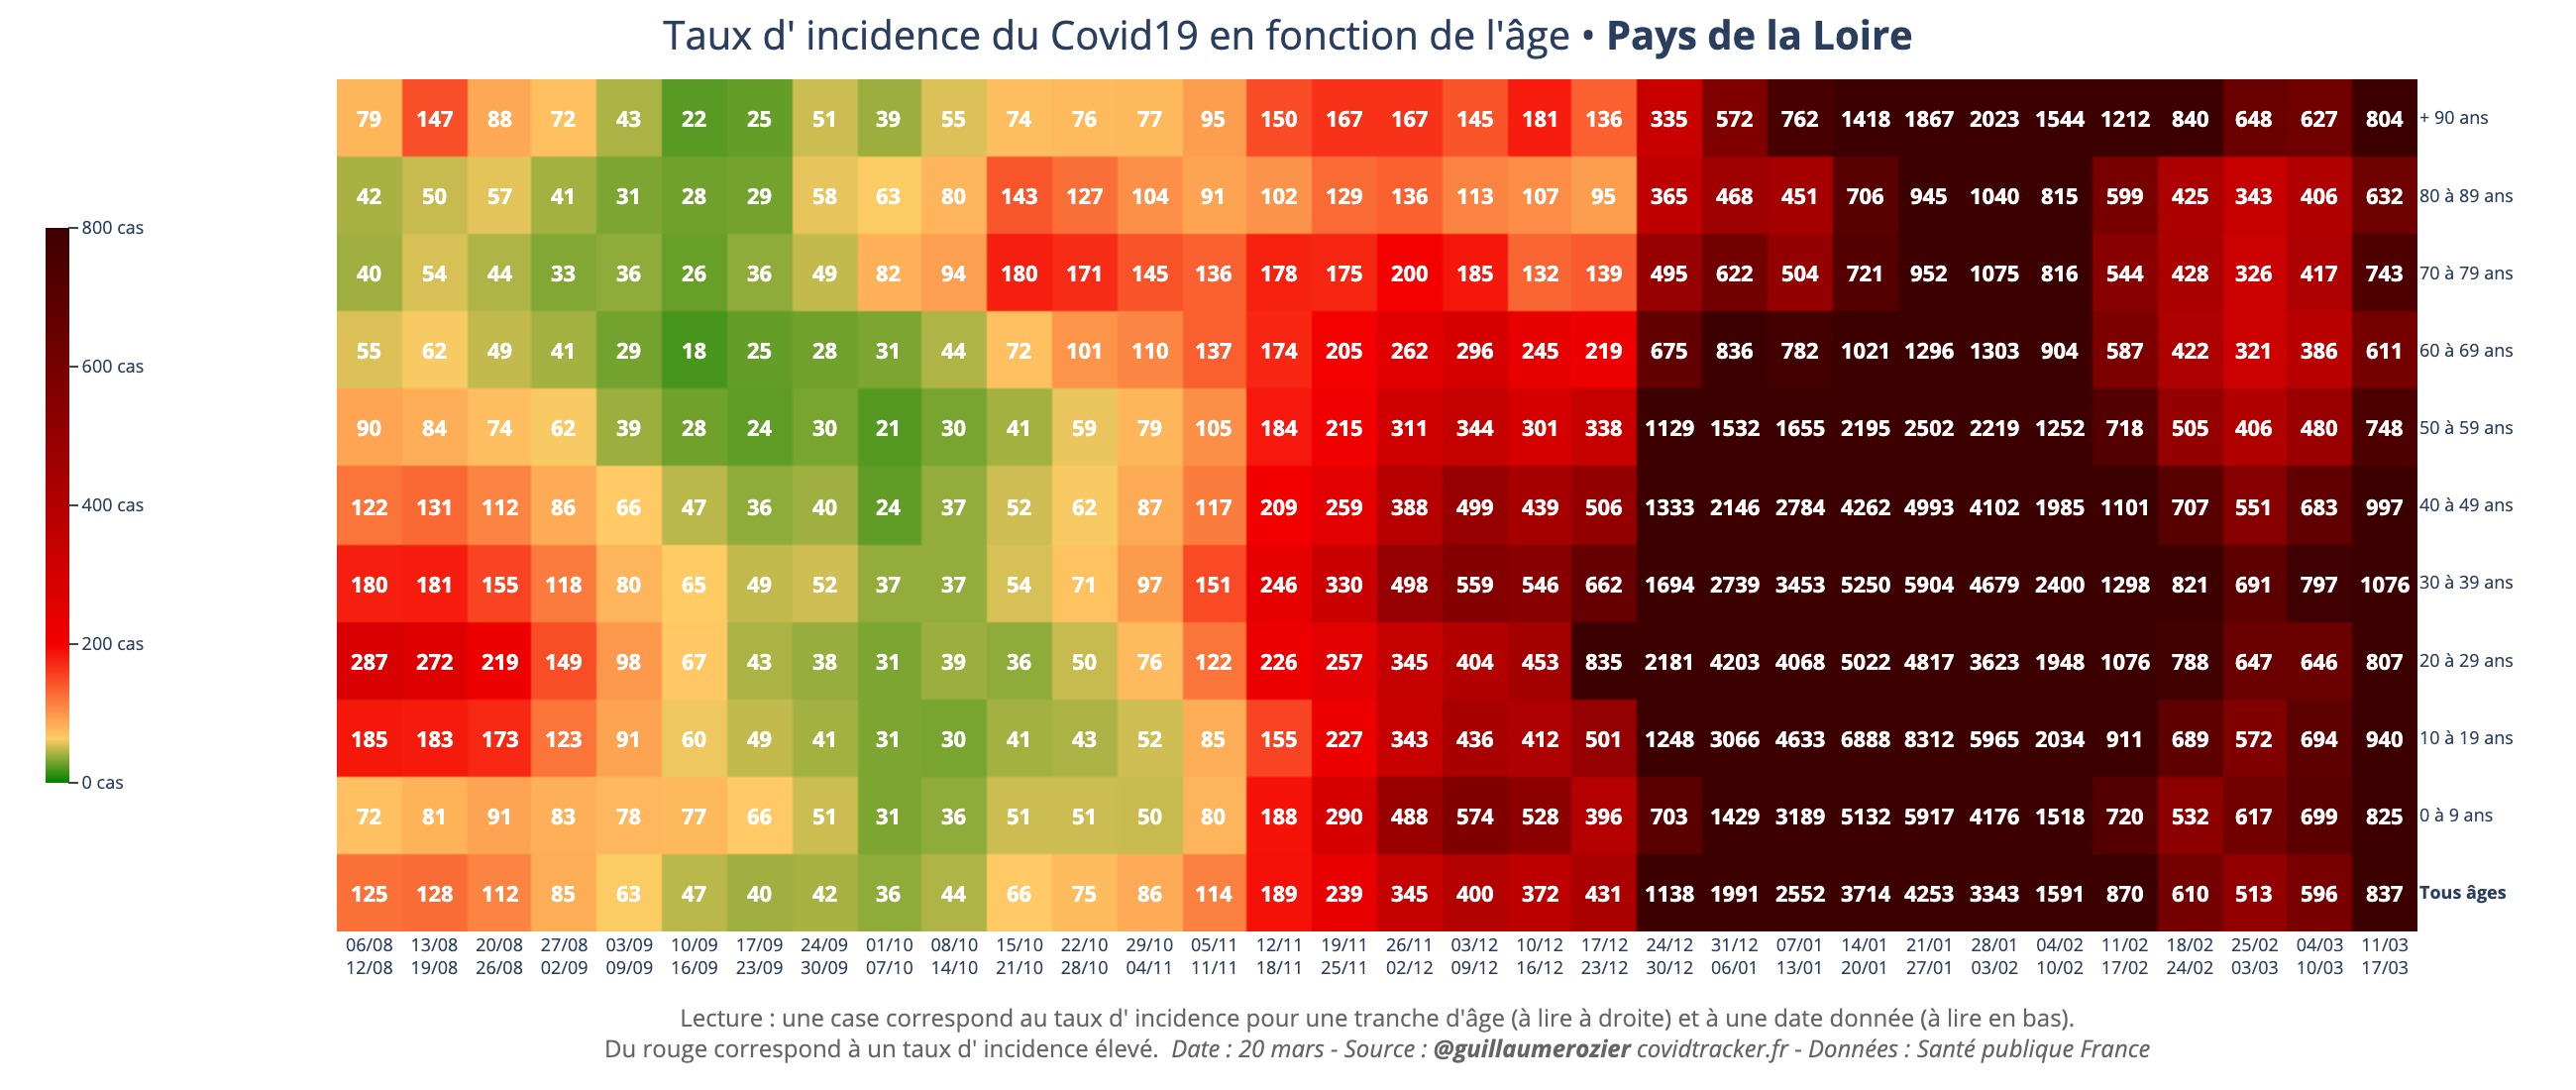 Taux d' incidence du Covid19 en fonction de l'âge • Pays de la Loire
79 147 88 72 43 22 25 51 39 55 74 76 77 95 150 167 167 145 181 136 335 572 762 1418 1867 2023 1544 1212 840 648 627 804 + 90 ans
42 50 57 41 31 28 29 58 63 80 143 127 104 91 102 129 136 113 107 95 365 468 451 706 945 1040 815 599 425 343 406 632 80 à 89 ans
800 cas
40 54 44 33 36 26 36 49 82 94 180 171 145 136 178 175 200 185 132 139 495 622 504 721 952 1075 816 544 428 326 417 743 70 à 79 ans
55 62 49 41 29 18 25 28 31 44 72 101 110 137 174 205 262 296 245 219 675 836 782 1021 1296 1303 904 587 422 321 386 611 60 à 69 ans
600 cas
90 84 74 62 39 28 24 30 21 30 41 59 79 105 184 215 311 344 301 338 1129 1532 1655 2195 2502 2219 1252 718 505 406 480 748 50 à 59 ans
400 cas
122 131 112 86 66 47 36 40 24 37 52 62 87 117 209 259 388 499 439 506 1333 2146 2784 4262 4993 4102 1985 1101 707 551 683 997 40 à 49 ans
180 181 155 118 80 65 49 52 37 37 54 71 97 151 246 330 498 559 546 662 1694 2739 3453 5250 5904 4679 2400 1298 821 691 797 1076 30 à 39 ans
200 cas
287 272 219 149 98 67 43 38 31 39 36 50 76 122 226 257 345 404 453 835 2181 4203 4068 5022 4817 3623 1948 1076 788 647 646 807 20 à 29 ans
185 183 173 123 91 60 49 41 31 30 41 43 52 85 155 227 343 436 412 501 1248 3066 4633 6888 8312 5965 2034 911 689 572 694 940 10 à 19 ans
0 cas
72 81 91 83 78 77 66 51 31 36 51 51 50 80 188 290 488 574 528 396 703 1429 3189 5132 5917 4176 1518 720 532 617 699 825 0 à 9 ans
125 128 112 85 63 47 40 42 36 44 66 75 86 114 189 239 345 400 372 431 1138 1991 2552 3714 4253 3343 1591 870 610 513 596 837 Tous âges
06/08 13/08 20/08 27/08 03/09 10/09 17/09 24/09 01/10 08/10 15/10 22/10 29/10 05/11 12/11 19/11 26/11 03/12 10/12 17/12 24/12 31/12 07/01 14/01 21/01 28/01 04/02 11/02 18/02 25/02 04/03 11/03
12/08 19/08 26/08 02/09 09/09 16/09 23/09 30/09 07/10 14/10 21/10 28/10 04/11 11/11 18/11 25/11 02/12 09/12 16/12 23/12 30/12 06/01 13/01 20/01 27/01 03/02 10/02 17/02 24/02 03/03 10/03 17/03
Lecture : une case correspond au taux d' incidence pour une tranche d'âge (à lire à droite) et à une date donnée (à lire en bas).
Du rouge correspond à un taux d' incidence élevé. Date : 20 mars - Source : @guillaumerozier covidtracker.fr - Données : Santé publique France